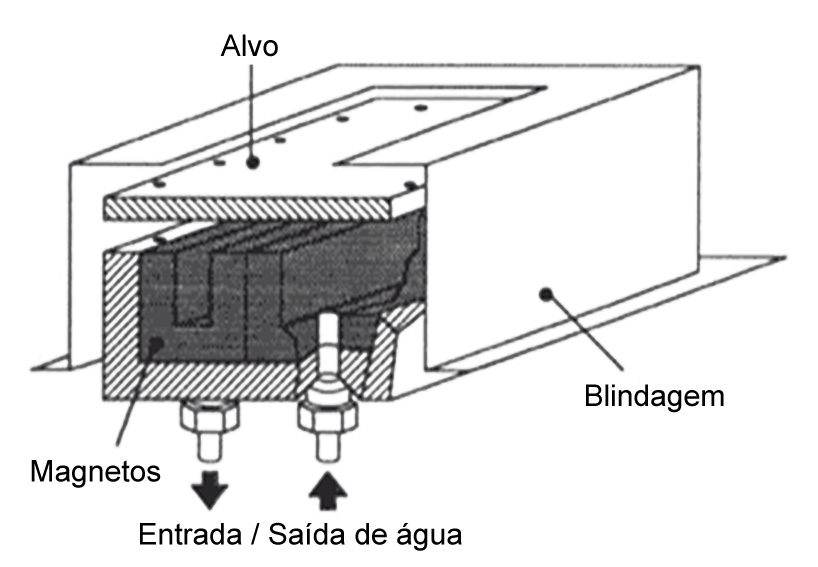 Alvo
Blindagem
Magnetos
Entrada / Saída de água